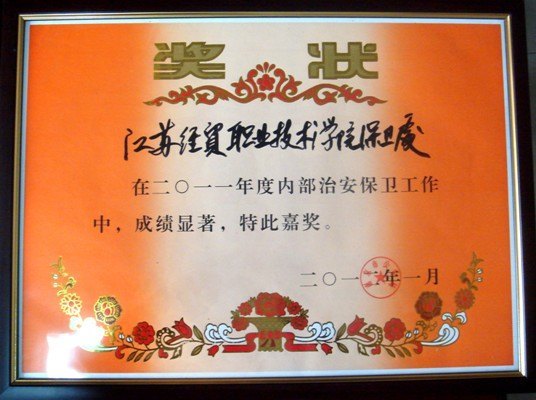 奖 状
江苏经贸职业技术学院保卫处
在二〇一一年度内部治安保卫工作
中，成绩显著，特此嘉奖。
二〇一二年一月